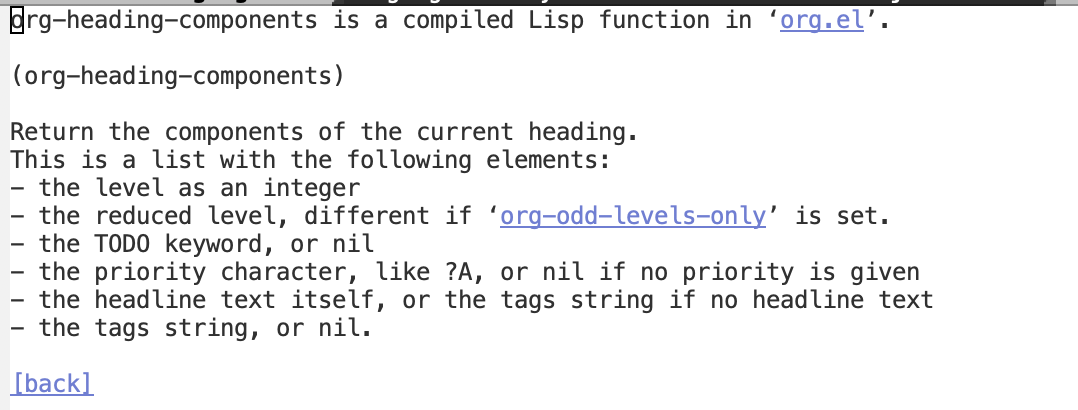 org-heading-components is a compiled Lisp function in ‘org.el’.
(org-heading-components)
Return the components of the current heading.
This is a list with the following elements:
- the level as an integer
- the reduced level, different if ‘org-odd-levels-only’ is set.
- the TODO keyword, or nil
- the priority character, like ?A, or nil if no priority is given
- the headline text itself, or the tags string if no headline text
- the tags string, or nil.
[back]